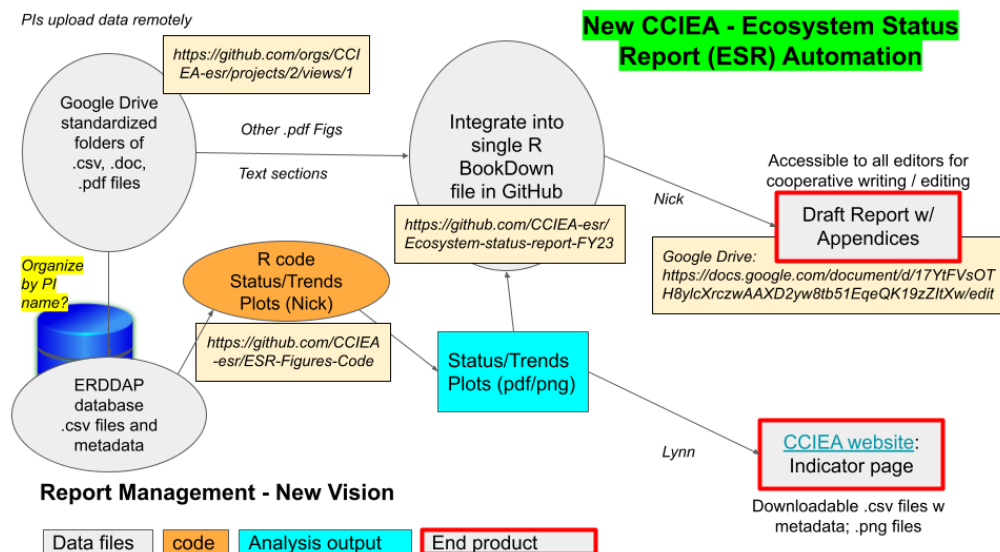 PIs upload data remotely
New CCIEA - Ecosystem Status
Report (ESR) Automation
https://github.com/orgs/CCI
EA-esr/projects/2/views/1
Google Drive
standardized
folders of
.csv, .doc,
.pdf files
Other .pdf Figs
Text sections
Integrate into
single R
BookDown
file in GitHub
https://github.com/CCIEA-esr/
Ecosystem-status-report-FY23
Nick
Accessible to all editors for
cooperative writing / editing
Draft Report w/
Appendices
Google Drive:
https://docs.google.com/document/d/17YtFVsOT
H8ylcXrczwAAXD2yw8tb51EqeQK19zZltXw/edit
Organize
by PI
name?
R code
Status/Trends
Plots (Nick)
https://github.com/CCIEA
-esr/ESR-Figures-Code
Status/Trends
Plots (pdf/png)
ERDDAP
database
.csv files and
metadata
Lynn
CCIEA website:
Indicator page
Downloadable .csv files w
metadata; .png files
Report Management - New Vision
Data files
code
Analysis output
End product